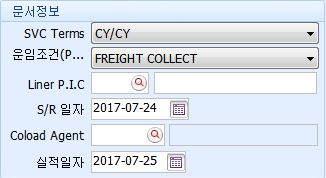 문서정보
SVC Terms CY/CY
운임조건(P... FREIGHT COLLECT
Liner P.I.C
S/R 일자 2017-07-24
Coload Agent
실적일자 2017-07-25